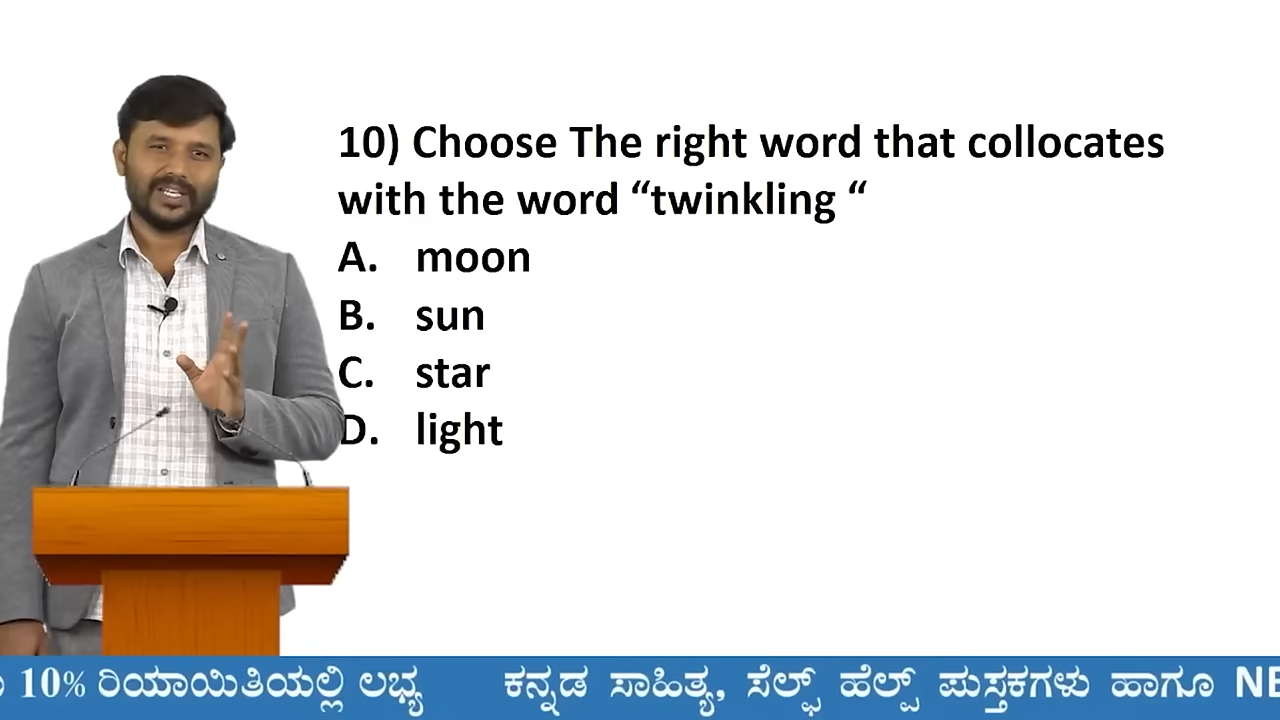 10) Choose The right word that collocates
with the word “twinkling “
A. moon
B. sun
C. star
D. light
10% ರಿಯಾಯಿತಿಯಲ್ಲಿ ಲಭ್ಯ ಕನ್ನಡ ಸಾಹಿತ್ಯ, ಸೆಲ್ಫ್ ಹೆಲ್ಪ್ ಪುಸ್ತಕಗಳು ಹಾಗೂ